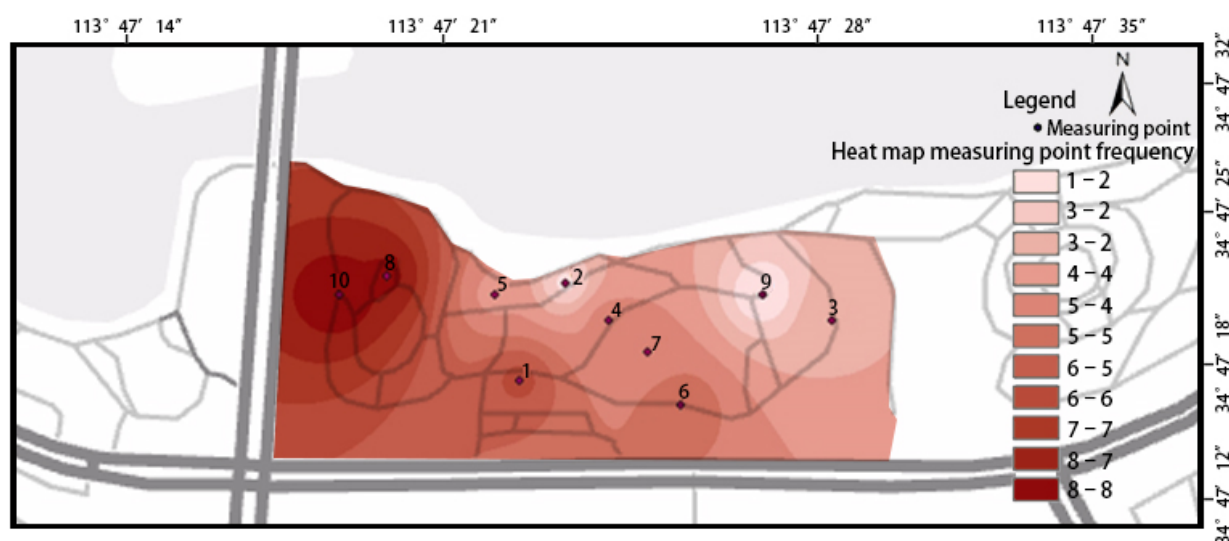 113° 47′ 14″
113° 47′ 21″
113° 47′ 28″
113° 47′ 35″
N
Legend
Measuring point
Heat map measuring point frequency
1 – 2
3 – 2
3 – 2
4 – 4
5 – 4
5 – 5
6 – 5
6 – 6
7 – 7
8 – 7
8 – 8
10
8
5
2
4
7
1
6
9
3
34° 47′ 32″
34° 47′ 25″
34° 47′ 18″
34° 47′ 12″